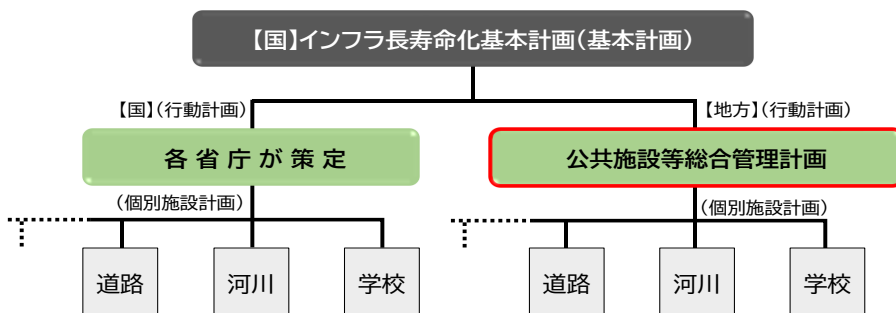 【国】インフラ長寿命化基本計画（基本計画）
【国】（行動計画）
【地方】（行動計画）
各省庁が策定
公共施設等総合管理計画
（個別施設計画）
（個別施設計画）
道路
河川
学校
道路
河川
学校